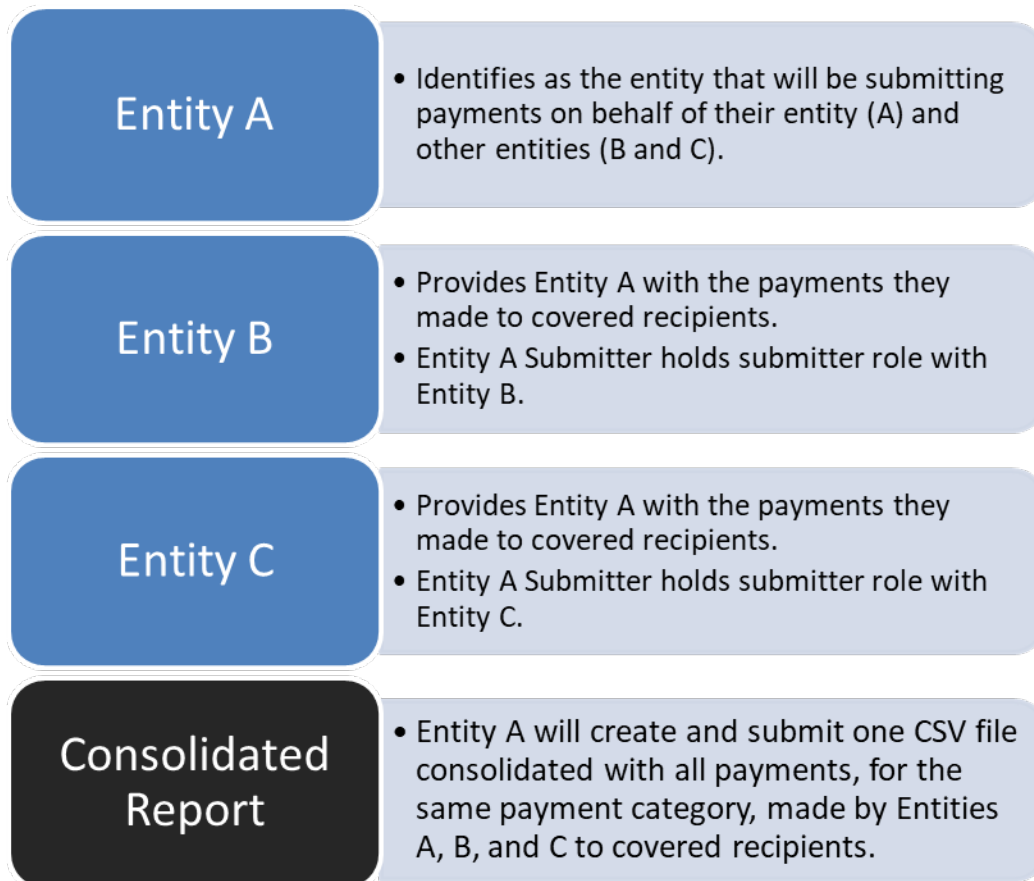 Entity A
• Identifies as the entity that will be submitting
payments on behalf of their entity (A) and
other entities (B and C).
Entity B
• Provides Entity A with the payments they
made to covered recipients.
• Entity A Submitter holds submitter role with
Entity B.
Entity C
• Provides Entity A with the payments they
made to covered recipients.
• Entity A Submitter holds submitter role with
Entity C.
Consolidated
Report
• Entity A will create and submit one CSV file
consolidated with all payments, for the
same payment category, made by Entities
A, B, and C to covered recipients.